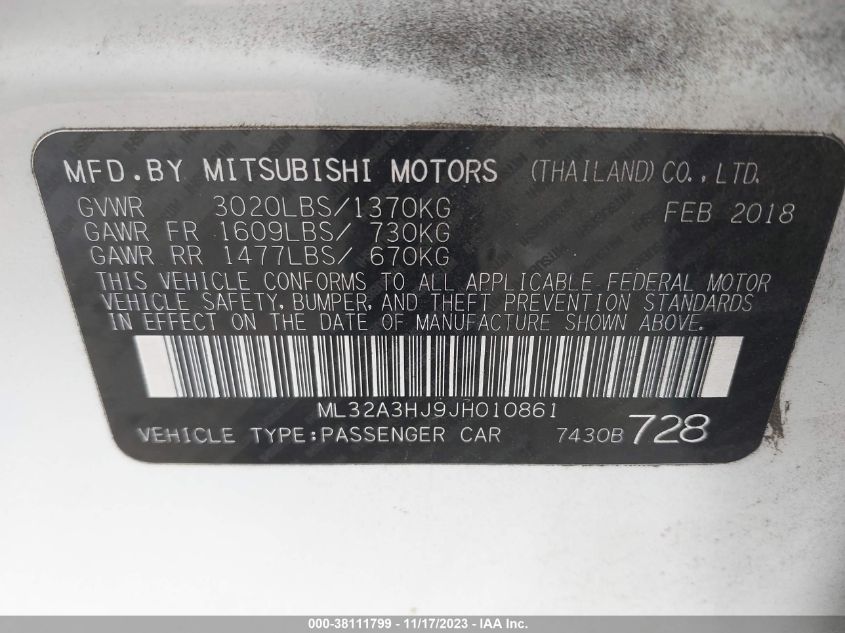 MFD.BY MITSUBISHI MOTORS (THAILAND) CO.,LTD.
GVWR 3020LBS/1370KG FEB 2018
GAWR FR 1609LBS/ 730KG
GAWR RR 1477LBS/ 670KG
THIS VEHICLE CONFORMS TO ALL APPLICABLE FEDERAL MOTOR
VEHICLE SAFETY, BUMPER, AND THEFT PREVENTION STANDARDS
IN EFFECT ON THE DATE OF MANUFACTURE SHOWN ABOVE.
ML32A3HJ9JH010861
VEHICLE TYPE:PASSENGER CAR 7430B 728
000-38111799 - 11/17/2023 - IAAI.COM